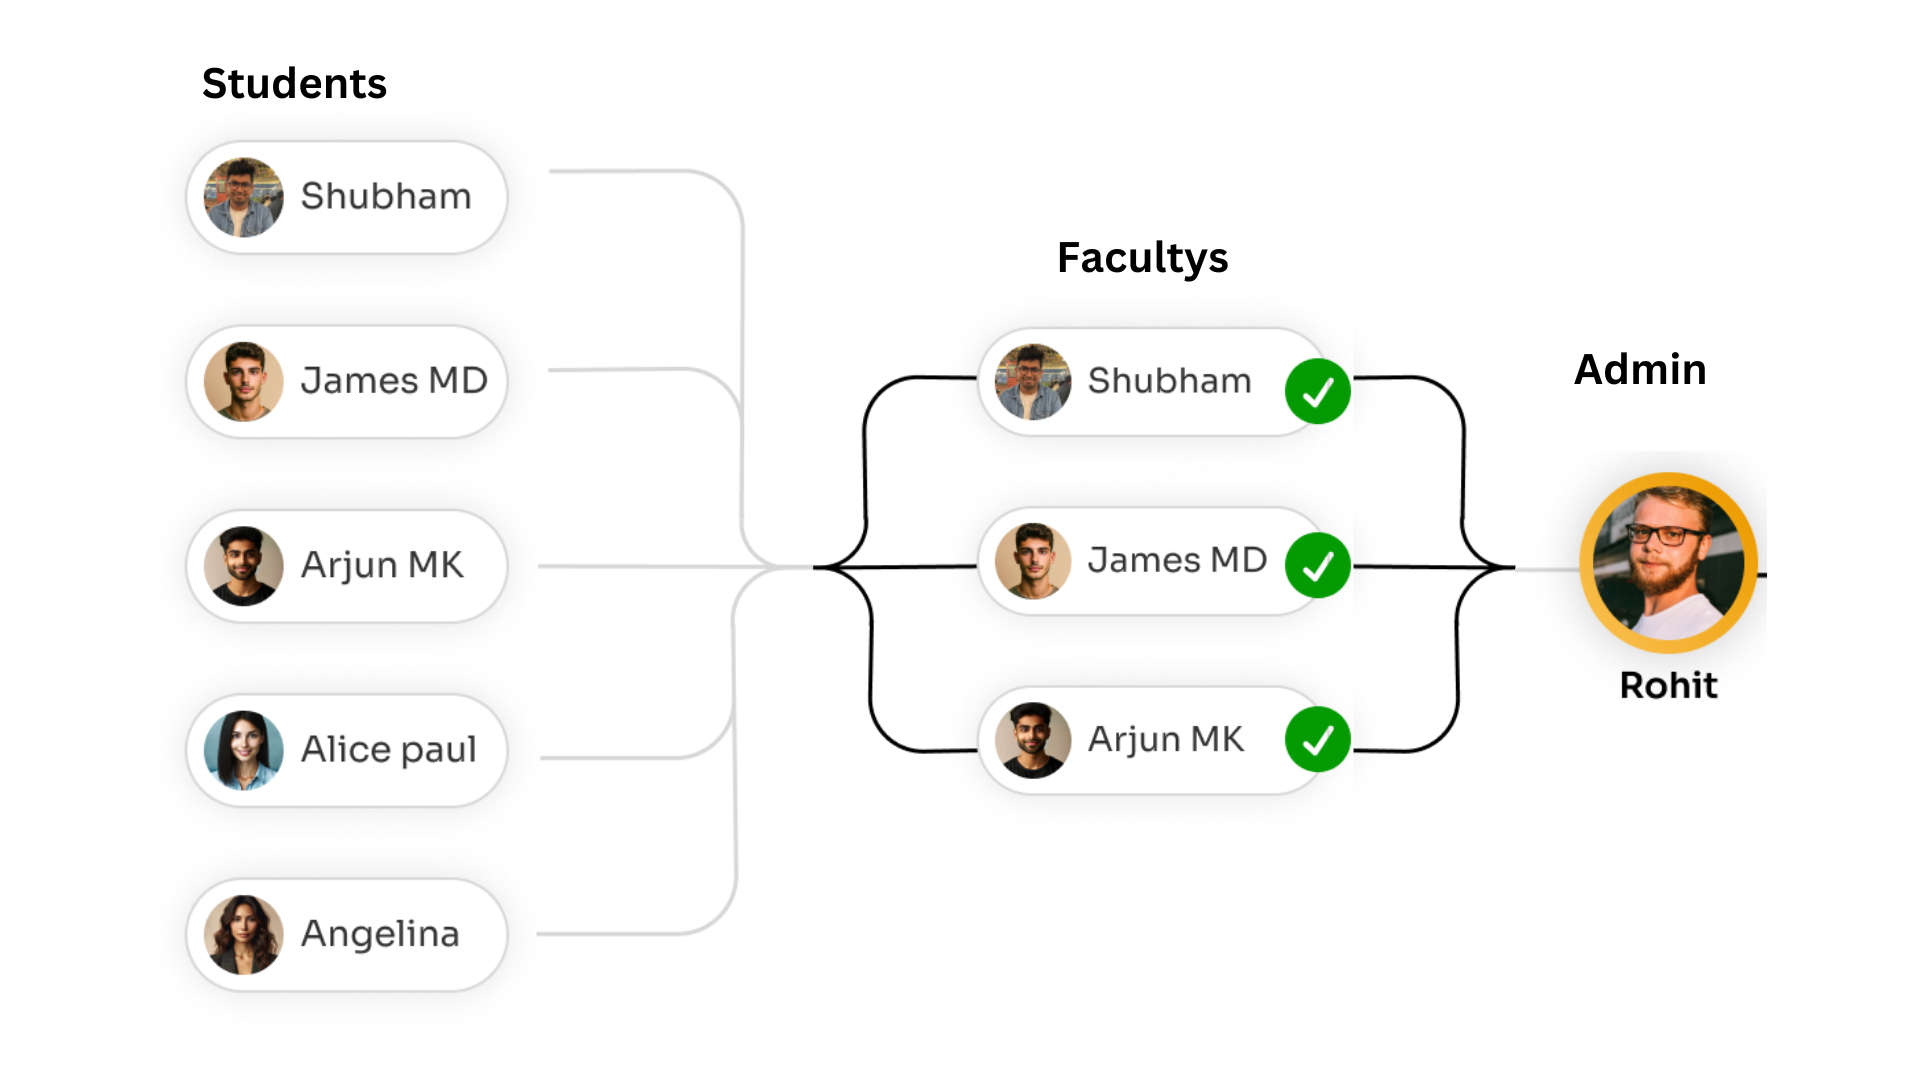 Students
Shubham
James MD
Arjun MK
Alice paul
Angelina
Facultys
Shubham
James MD
Arjun MK
Admin
Rohit